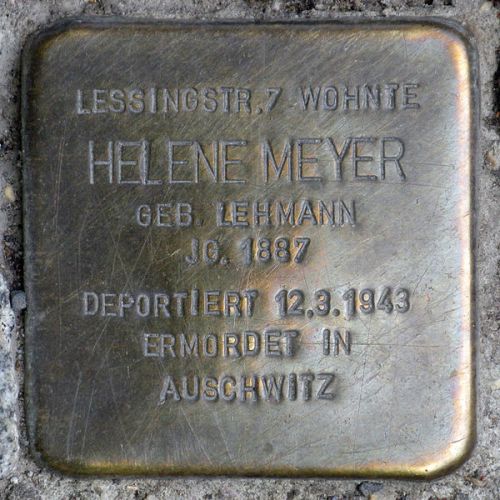 LESSINGSTR. 7 WOHNTE
HELENE MEYER
GEB. LEHMANN
JG. 1887
DEPORTIERT 12.3.1943
ERMORDET IN
AUSCHWITZ